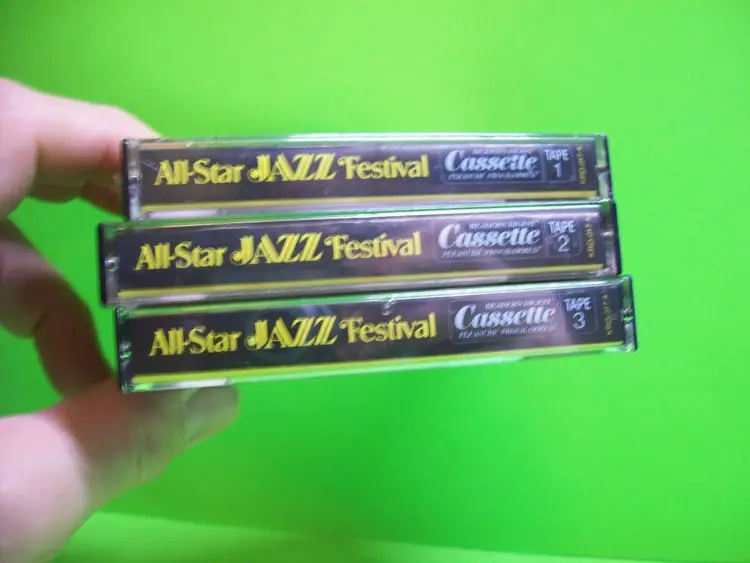 All-Star JAZZ Festival
Cassette
TAPE
1
All-Star JAZZ Festival
Cassette
TAPE
2
All-Star JAZZ Festival
Cassette
TAPE
3